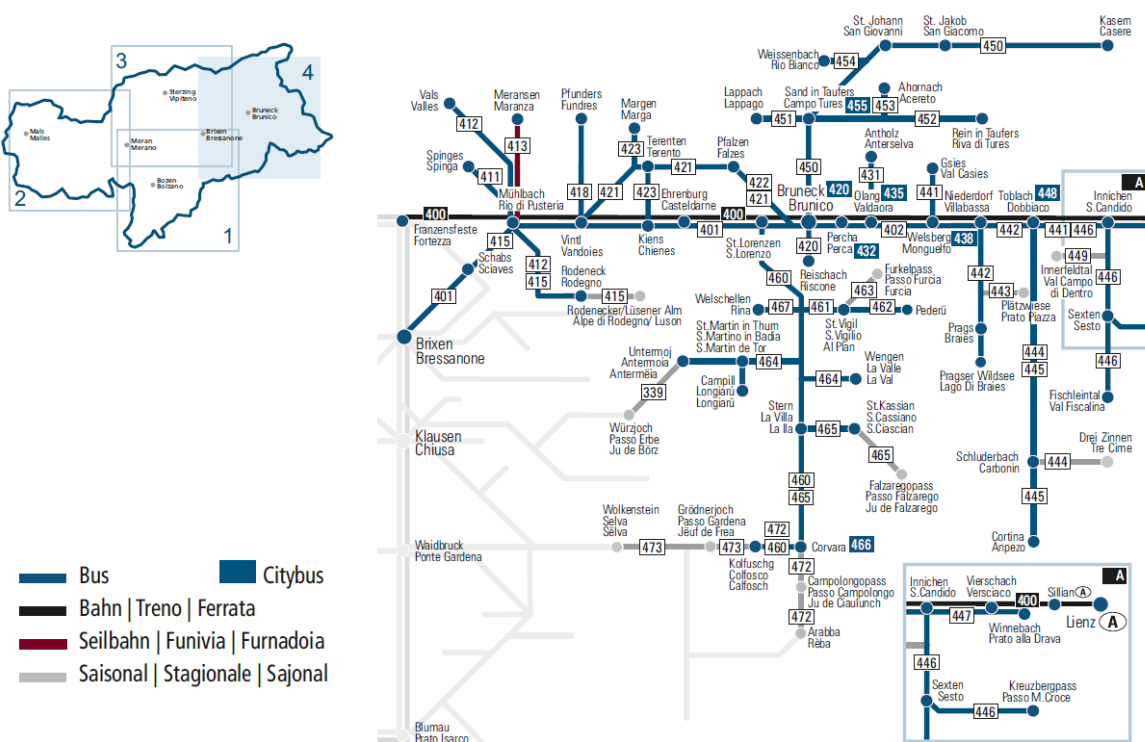 3
4
2
1
Sterzing
Vipiteno
Bruneck
Brunico
Mals
Malles
Meran
Merano
Brixen
Bressanone
Bozen
Bolzano
Bus
Citybus
Bahn | Treno | Ferrata
Seilbahn | Funivia | Furnadoia
Saisonal | Stagionale | Sajonal
St. Johann
San Giovanni
St. Jakob
San Giacomo
Kasern
Casere
450
Weissenbach
Rio Bianco
454
Vals
Valles
412
Meransen
Maranza
413
Pfunders
Fundres
Margen
Marga
423
Lappach
Lappago
451
Sand in Taufers
Campo Tures
455
Ahornach
Acereto
453
452
Rein in Taufers
Riva di Tures
Spinges
Spinga
411
Terenten
Terento
421
Pfalzen
Falzes
Antholz
Anterselva
431
Gsies
Val Casies
441
450
418
421
423
422
421
Mühlbach
Rio di Pusteria
Ehrenburg
Casteldarne
Bruneck
Brunico
420
Olang
Valdaora
435
Niederdorf
Villabassa
Toblach
Dobbiaco
448
Innichen
S.Candido
A
400
400
Franzensfeste
Fortezza
401
402
442
441
446
415
Vintl
Vandoies
Kiens
Chienes
St.Lorenzen
S.Lorenzo
420
Percha
Perca
432
Welsberg
Monguelfo
438
449
Innerfeldtal
Val Campo
di Dentro
446
Schabs
Sciaves
412
415
Rodeneck
Rodegno
415
Rodenecker/Lüsener Alm
Alpe di Rodegno/ Luson
401
Reischach
Riscone
460
Furkelpass
Passo Furcia
Furcia
463
442
443
Plätzwiese
Prato Piazza
Welschellen
Rina
467
461
462
Pederü
St.Vigil
S.Vigilio
Al Plan
Prags
Braies
Sexten
Sesto
Brixen
Bressanone
St.Martin in Thurn
S.Martino in Badia
S.Martin de Tor
Untermoj
Antermoia
Antermëia
464
Wengen
La Valle
La Val
464
Pragser Wildsee
Lago Di Braies
444
445
446
Campill
Longiarú
Longiarü
339
Würzjoch
Passo Erbe
Ju de Börz
Stern
La Villa
La Ila
465
St.Kassian
S.Cassiano
S.Ciascian
465
Fischleintal
Val Fiscalina
Klausen
Chiusa
Drei Zinnen
Tre Cime
Schluderbach
Carbonin
444
460
465
Falzaregopass
Passo Falzarego
Ju de Falzarego
445
Wolkenstein
Selva
Sëlva
Grödnerjoch
Passo Gardena
Jëuf de Frea
472
473
473
460
Corvara
466
Cortina
Anpezo
Waidbruck
Ponte Gardena
Kolfuschg
Colfosco
Calfosch
472
Campolongopass
Passo Campolongo
Ju de Ciaulunch
472
Arabba
Rèba
A
Innichen
S.Candido
Vierschach
Versciaco
400
Sillian
A
447
Winnebach
Prato alla Drava
Lienz
A
446
Sexten
Sesto
Kreuzbergpass
Passo M.Croce
446
Blumau
Prato Isarco